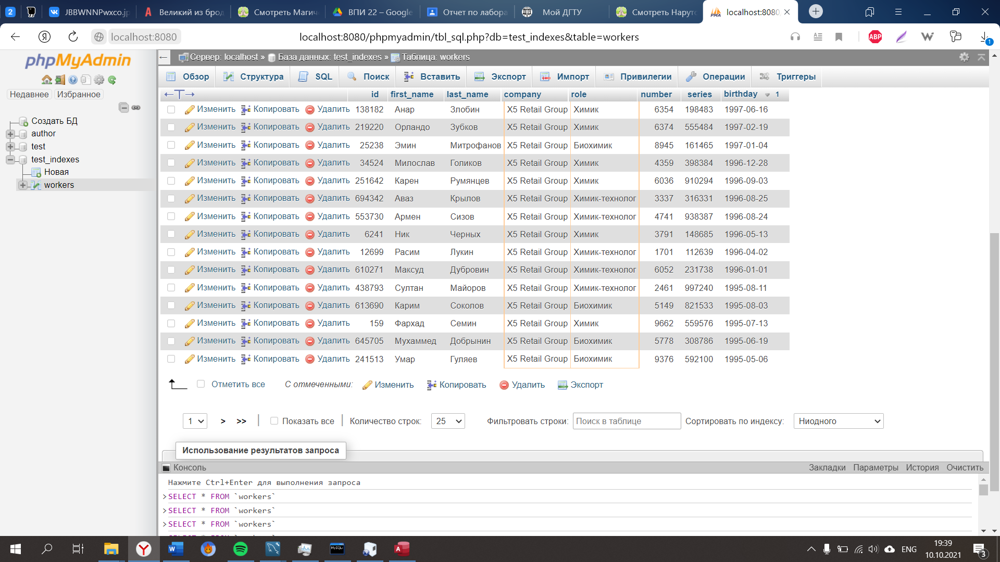 2 JBBWNNPwxco.jp Великий из брод Смотреть Магич ВПИ 22 – Google Отчет по лабора Мой ДГТУ Смотреть Наруто localhost:8080
localhost:8080 localhost:8080/phpmyadmin/tbl_sql.php?db=test_indexes&table=workers ABP 1
phpMyAdmin
Недавнее Избранное
Создать БД
author
test
test_indexes
Новая
workers
Сервер: localhost » База данных: test_indexes » Таблица: workers
Обзор Структура SQL Поиск Вставить Экспорт Импорт Привилегии Операции Триггеры
←T→ id first_name last_name company role number series birthday 1
Изменить Копировать Удалить 138182 Анар Злобин X5 Retail Group Химик 6354 198483 1997-06-16
Изменить Копировать Удалить 219220 Орландо Зубков X5 Retail Group Химик 6374 555484 1997-02-19
Изменить Копировать Удалить 25238 Эмин Митрофанов X5 Retail Group Биохимик 8945 161465 1997-01-04
Изменить Копировать Удалить 34524 Милослав Голиков X5 Retail Group Химик 4359 398384 1996-12-28
Изменить Копировать Удалить 251642 Карен Румянцев X5 Retail Group Химик 6036 910294 1996-09-03
Изменить Копировать Удалить 694342 Аваз Крылов X5 Retail Group Химик-технолог 3337 316331 1996-08-25
Изменить Копировать Удалить 553730 Армен Сизов X5 Retail Group Химик-технолог 4741 938387 1996-08-24
Изменить Копировать Удалить 6241 Ник Черных X5 Retail Group Химик 3791 148685 1996-05-13
Изменить Копировать Удалить 12699 Расим Лукин X5 Retail Group Химик-технолог 1701 112639 1996-04-02
Изменить Копировать Удалить 610271 Максуд Дубровин X5 Retail Group Химик-технолог 6052 231738 1996-01-01
Изменить Копировать Удалить 438793 Султан Майоров X5 Retail Group Химик-технолог 2461 997240 1995-08-11
Изменить Копировать Удалить 613690 Карим Соколов X5 Retail Group Биохимик 5149 821533 1995-08-03
Изменить Копировать Удалить 159 Фархад Семин X5 Retail Group Химик 9662 559576 1995-07-13
Изменить Копировать Удалить 645705 Мухаммед Добрынин X5 Retail Group Биохимик 5778 308786 1995-06-19
Изменить Копировать Удалить 241513 Умар Гуляев X5 Retail Group Биохимик 9376 592100 1995-05-06
Отметить все С отмеченными: Изменить Копировать Удалить Экспорт
1 > >> Показать все Количество строк: 25 Фильтровать строки: Поиск в таблице Сортировать по индексу: Ниодного
Использование результатов запроса
Консоль Закладки Параметры История Очистить
Нажмите Ctrl+Enter для выполнения запроса
>SELECT * FROM `workers`
>SELECT * FROM `workers`
>SELECT * FROM `workers`
ENG 19:39
10.10.2021 3